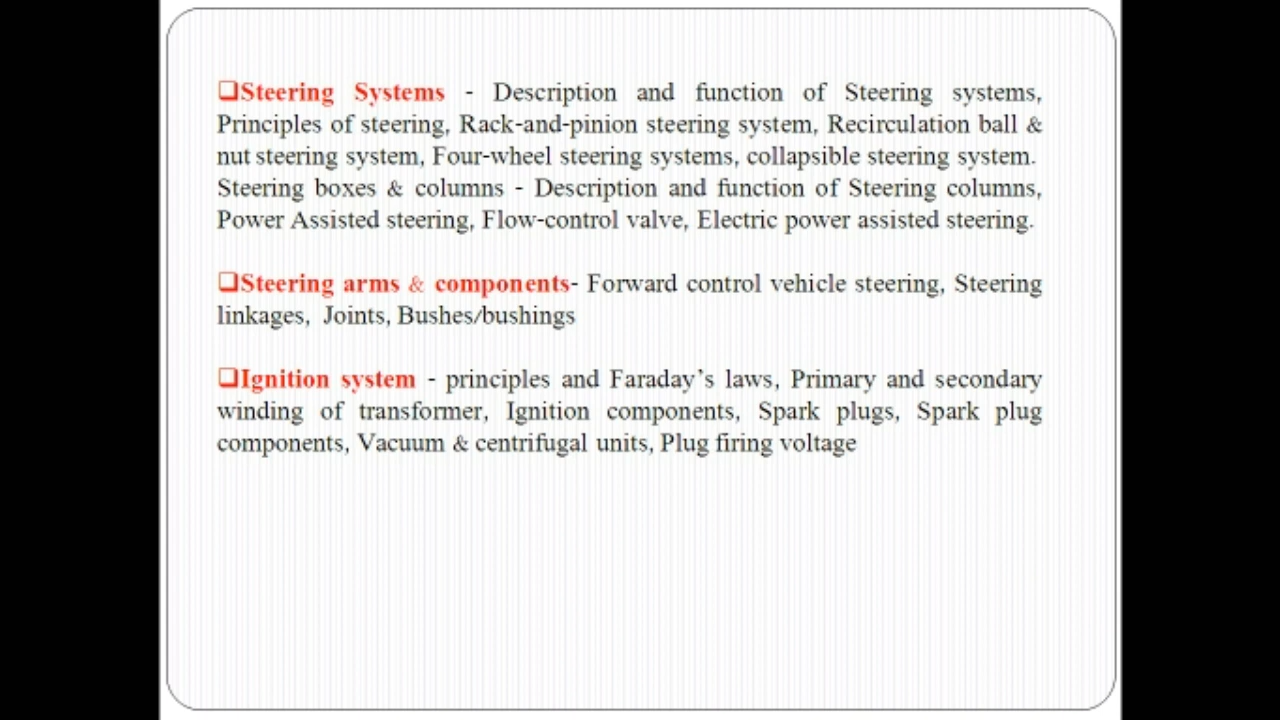 ❑Steering Systems - Description and function of Steering systems,
Principles of steering, Rack-and-pinion steering system, Recirculation ball &
nut steering system, Four-wheel steering systems, collapsible steering system.
Steering boxes & columns - Description and function of Steering columns,
Power Assisted steering, Flow-control valve, Electric power assisted steering.
❑Steering arms & components- Forward control vehicle steering, Steering
linkages, Joints, Bushes/bushings
❑Ignition system - principles and Faraday’s laws, Primary and secondary
winding of transformer, Ignition components, Spark plugs, Spark plug
components, Vacuum & centrifugal units, Plug firing voltage